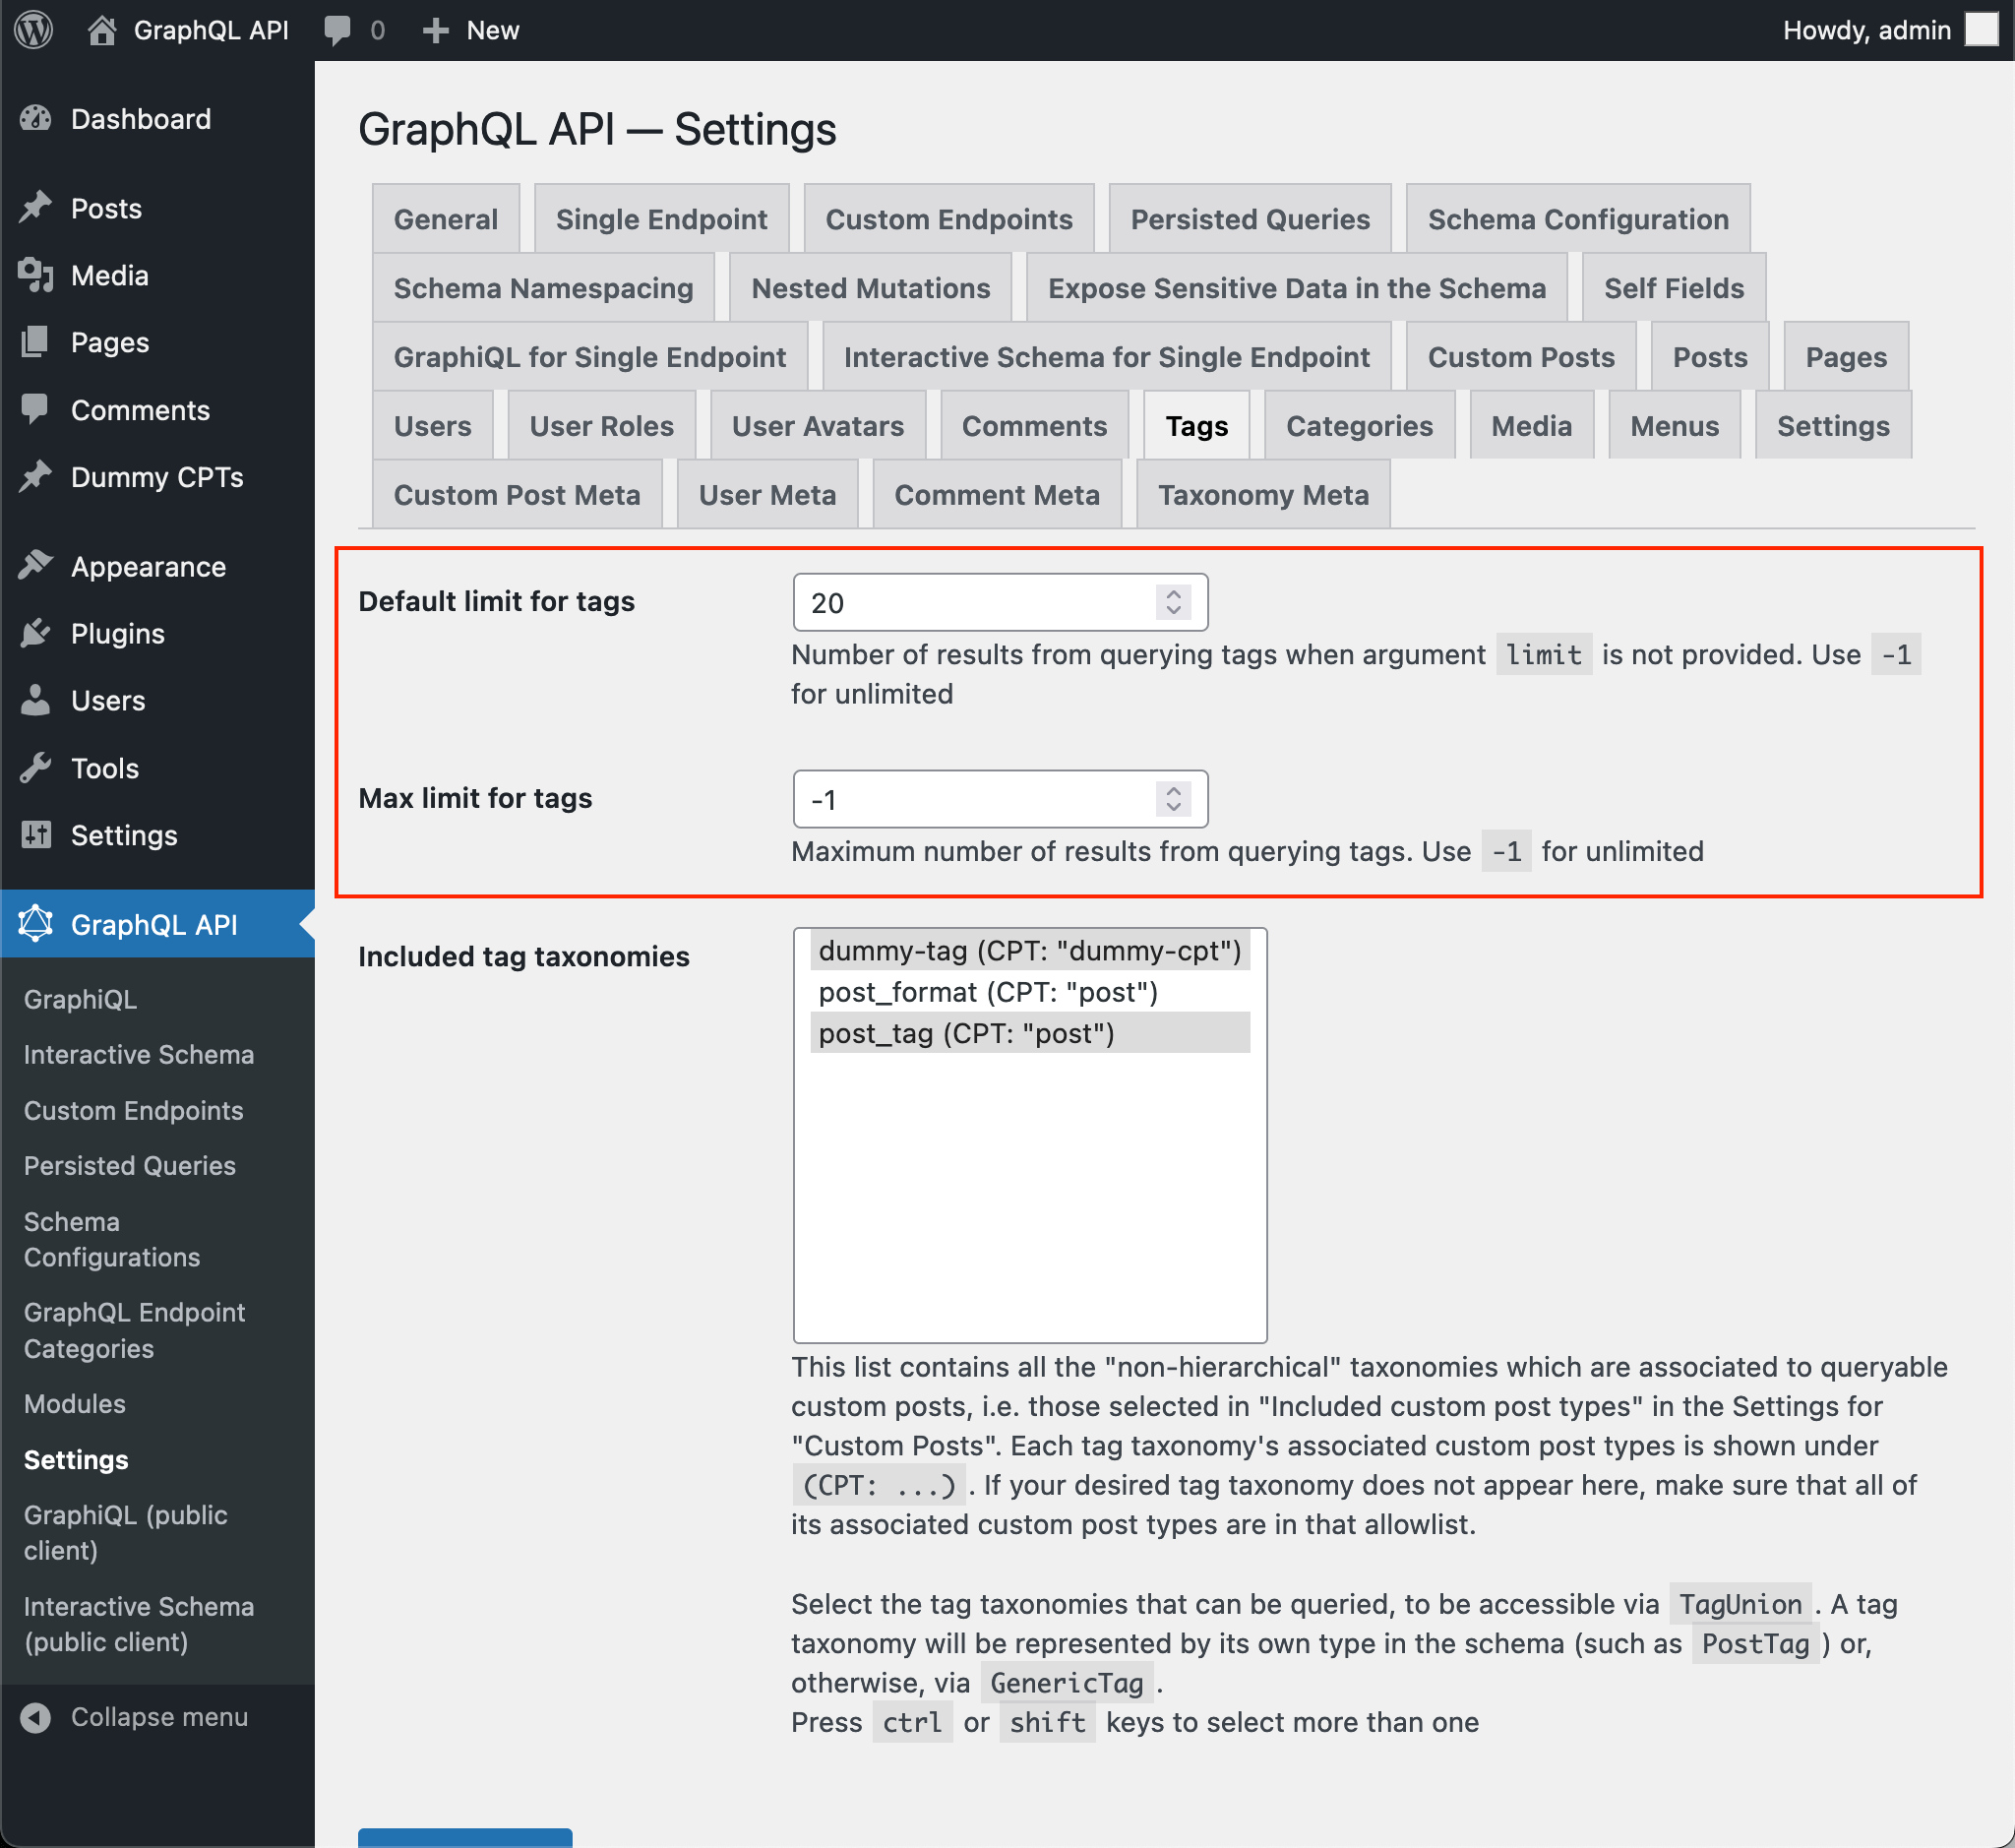 GraphQL API 0 New Howdy, admin
Dashboard
Posts
Media
Pages
Comments
Dummy CPTs
Appearance
Plugins
Users
Tools
Settings
GraphQL API
GraphiQL
Interactive Schema
Custom Endpoints
Persisted Queries
Schema
Configurations
GraphQL Endpoint
Categories
Modules
Settings
GraphiQL (public
client)
Interactive Schema
(public client)
Collapse menu
GraphQL API — Settings
General Single Endpoint Custom Endpoints Persisted Queries Schema Configuration
Schema Namespacing Nested Mutations Expose Sensitive Data in the Schema Self Fields
GraphiQL for Single Endpoint Interactive Schema for Single Endpoint Custom Posts Posts Pages
Users User Roles User Avatars Comments Tags Categories Media Menus Settings
Custom Post Meta User Meta Comment Meta Taxonomy Meta
Default limit for tags 20
Number of results from querying tags when argument limit is not provided. Use -1
for unlimited
Max limit for tags -1
Maximum number of results from querying tags. Use -1 for unlimited
Included tag taxonomies dummy-tag (CPT: "dummy-cpt")
post_format (CPT: "post")
post_tag (CPT: "post")
This list contains all the "non-hierarchical" taxonomies which are associated to queryable
custom posts, i.e. those selected in "Included custom post types" in the Settings for
"Custom Posts". Each tag taxonomy's associated custom post types is shown under
(CPT: ...) . If your desired tag taxonomy does not appear here, make sure that all of
its associated custom post types are in that allowlist.
Select the tag taxonomies that can be queried, to be accessible via TagUnion . A tag
taxonomy will be represented by its own type in the schema (such as PostTag ) or,
otherwise, via GenericTag .
Press ctrl or shift keys to select more than one